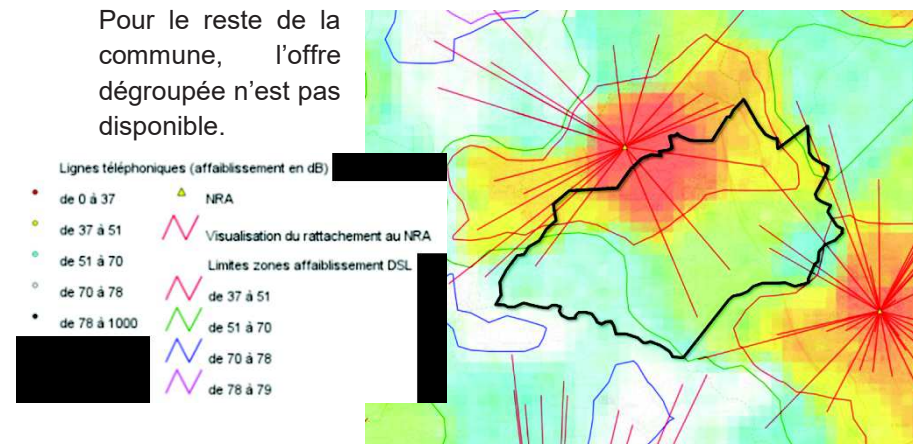 Pour le reste de la
commune, l’offre
dégroupée n’est pas
disponible.
Lignes téléphoniques (affaiblissement en dB)
de 0 à 37
de 37 à 51
de 51 à 70
de 70 à 78
de 78 à 1000
NRA
Visualisation du rattachement au NRA
Limites zones affaiblissement DSL
de 37 à 51
de 51 à 70
de 70 à 78
de 78 à 79